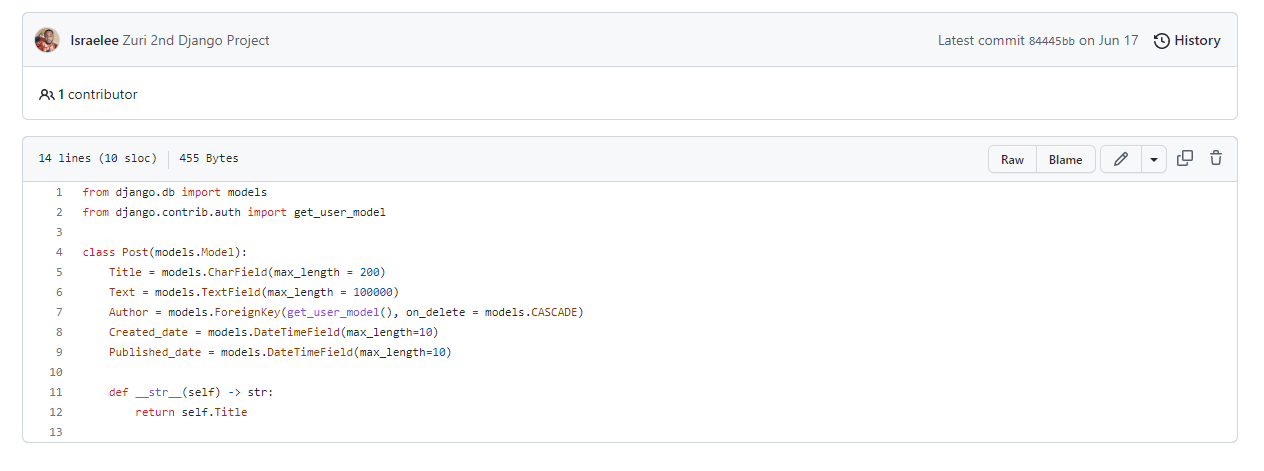 Israelee Zuri 2nd Django Project Latest commit 84445bb on Jun 17 History
1 contributor
14 lines (10 sloc) 455 Bytes Raw Blame
1 from django.db import models
2 from django.contrib.auth import get_user_model
3
4 class Post(models.Model):
5     Title = models.CharField(max_length = 200)
6     Text = models.TextField(max_length = 100000)
7     Author = models.ForeignKey(get_user_model(), on_delete = models.CASCADE)
8     Created_date = models.DateTimeField(max_length=10)
9     Published_date = models.DateTimeField(max_length=10)
10
11     def __str__(self) -> str:
12         return self.Title
13